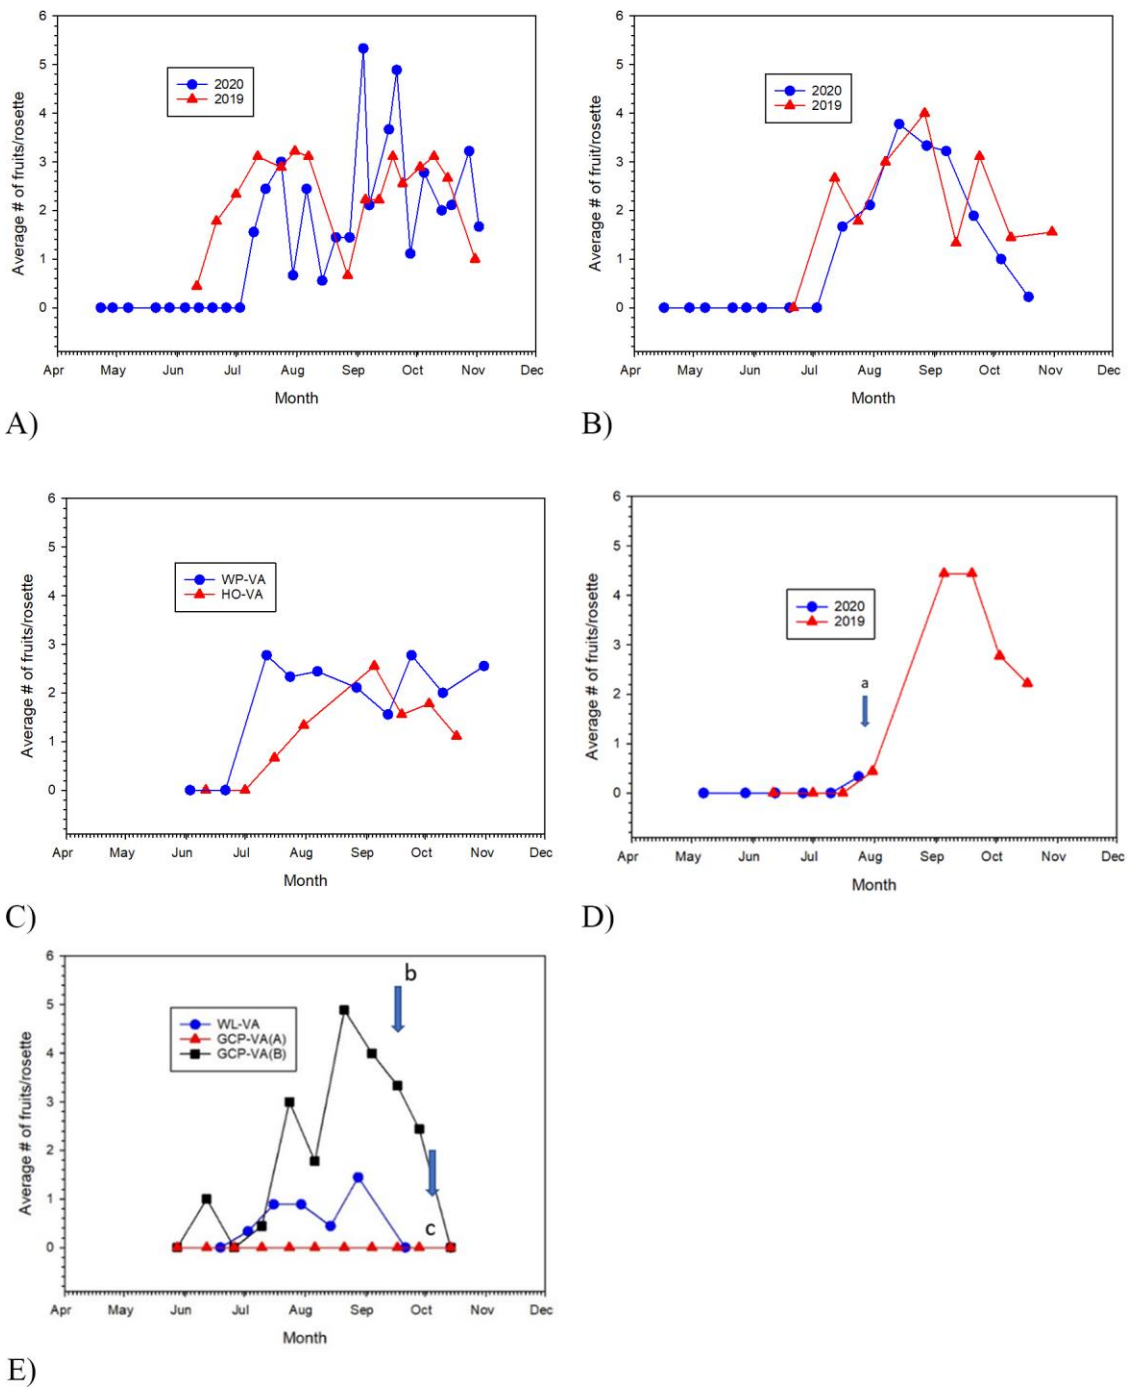 6
5
4
3
2
1
0
Average # of fruits/rosette
2020
2019
Apr May Jun Jul Aug Sep Oct Nov Dec
Month
A)
6
5
4
3
2
1
0
Average # of fruit/rosette
2020
2019
Apr May Jun Jul Aug Sep Oct Nov Dec
Month
B)
6
5
4
3
2
1
0
Average # of fruits/rosette
WP-VA
HO-VA
Apr May Jun Jul Aug Sep Oct Nov Dec
Month
C)
6
5
4
3
2
1
0
Average # of fruits/rosette
2020
2019
a
Apr May Jun Jul Aug Sep Oct Nov Dec
Month
D)
6
5
4
3
2
1
0
Average # of fruits/rosette
WL-VA
GCP-VA(A)
GCP-VA(B)
b
c
Apr May Jun Jul Aug Sep Oct Nov Dec
Month
E)